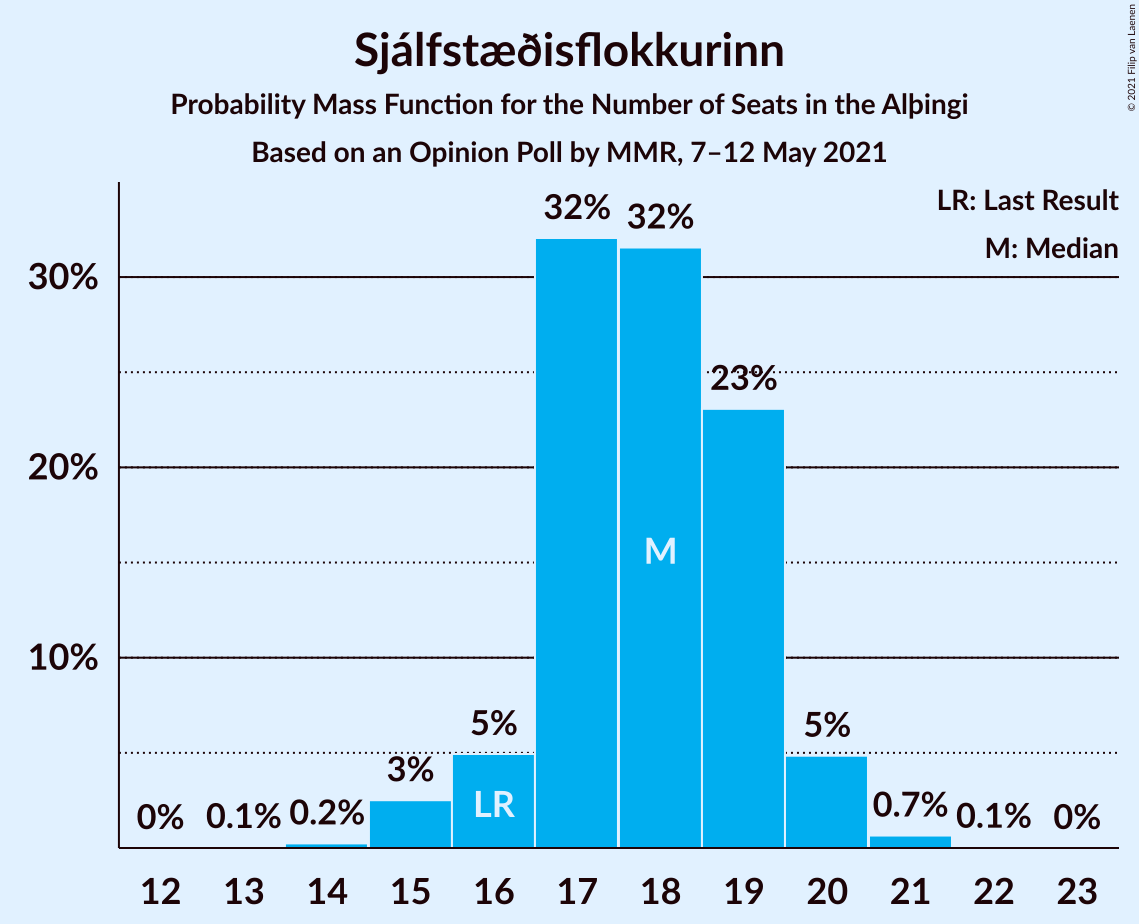 Sjálfstæðisflokkurinn
Probability Mass Function for the Number of Seats in the Alþingi
Based on an Opinion Poll by MMR, 7–12 May 2021
© 2021 Filip van Laenen
LR: Last Result
M: Median
30%
20%
10%
0%
0.1%
0.2%
3%
5%
32%
32%
23%
5%
0.7%
0.1%
0%
LR
M
12 13 14 15 16 17 18 19 20 21 22 23